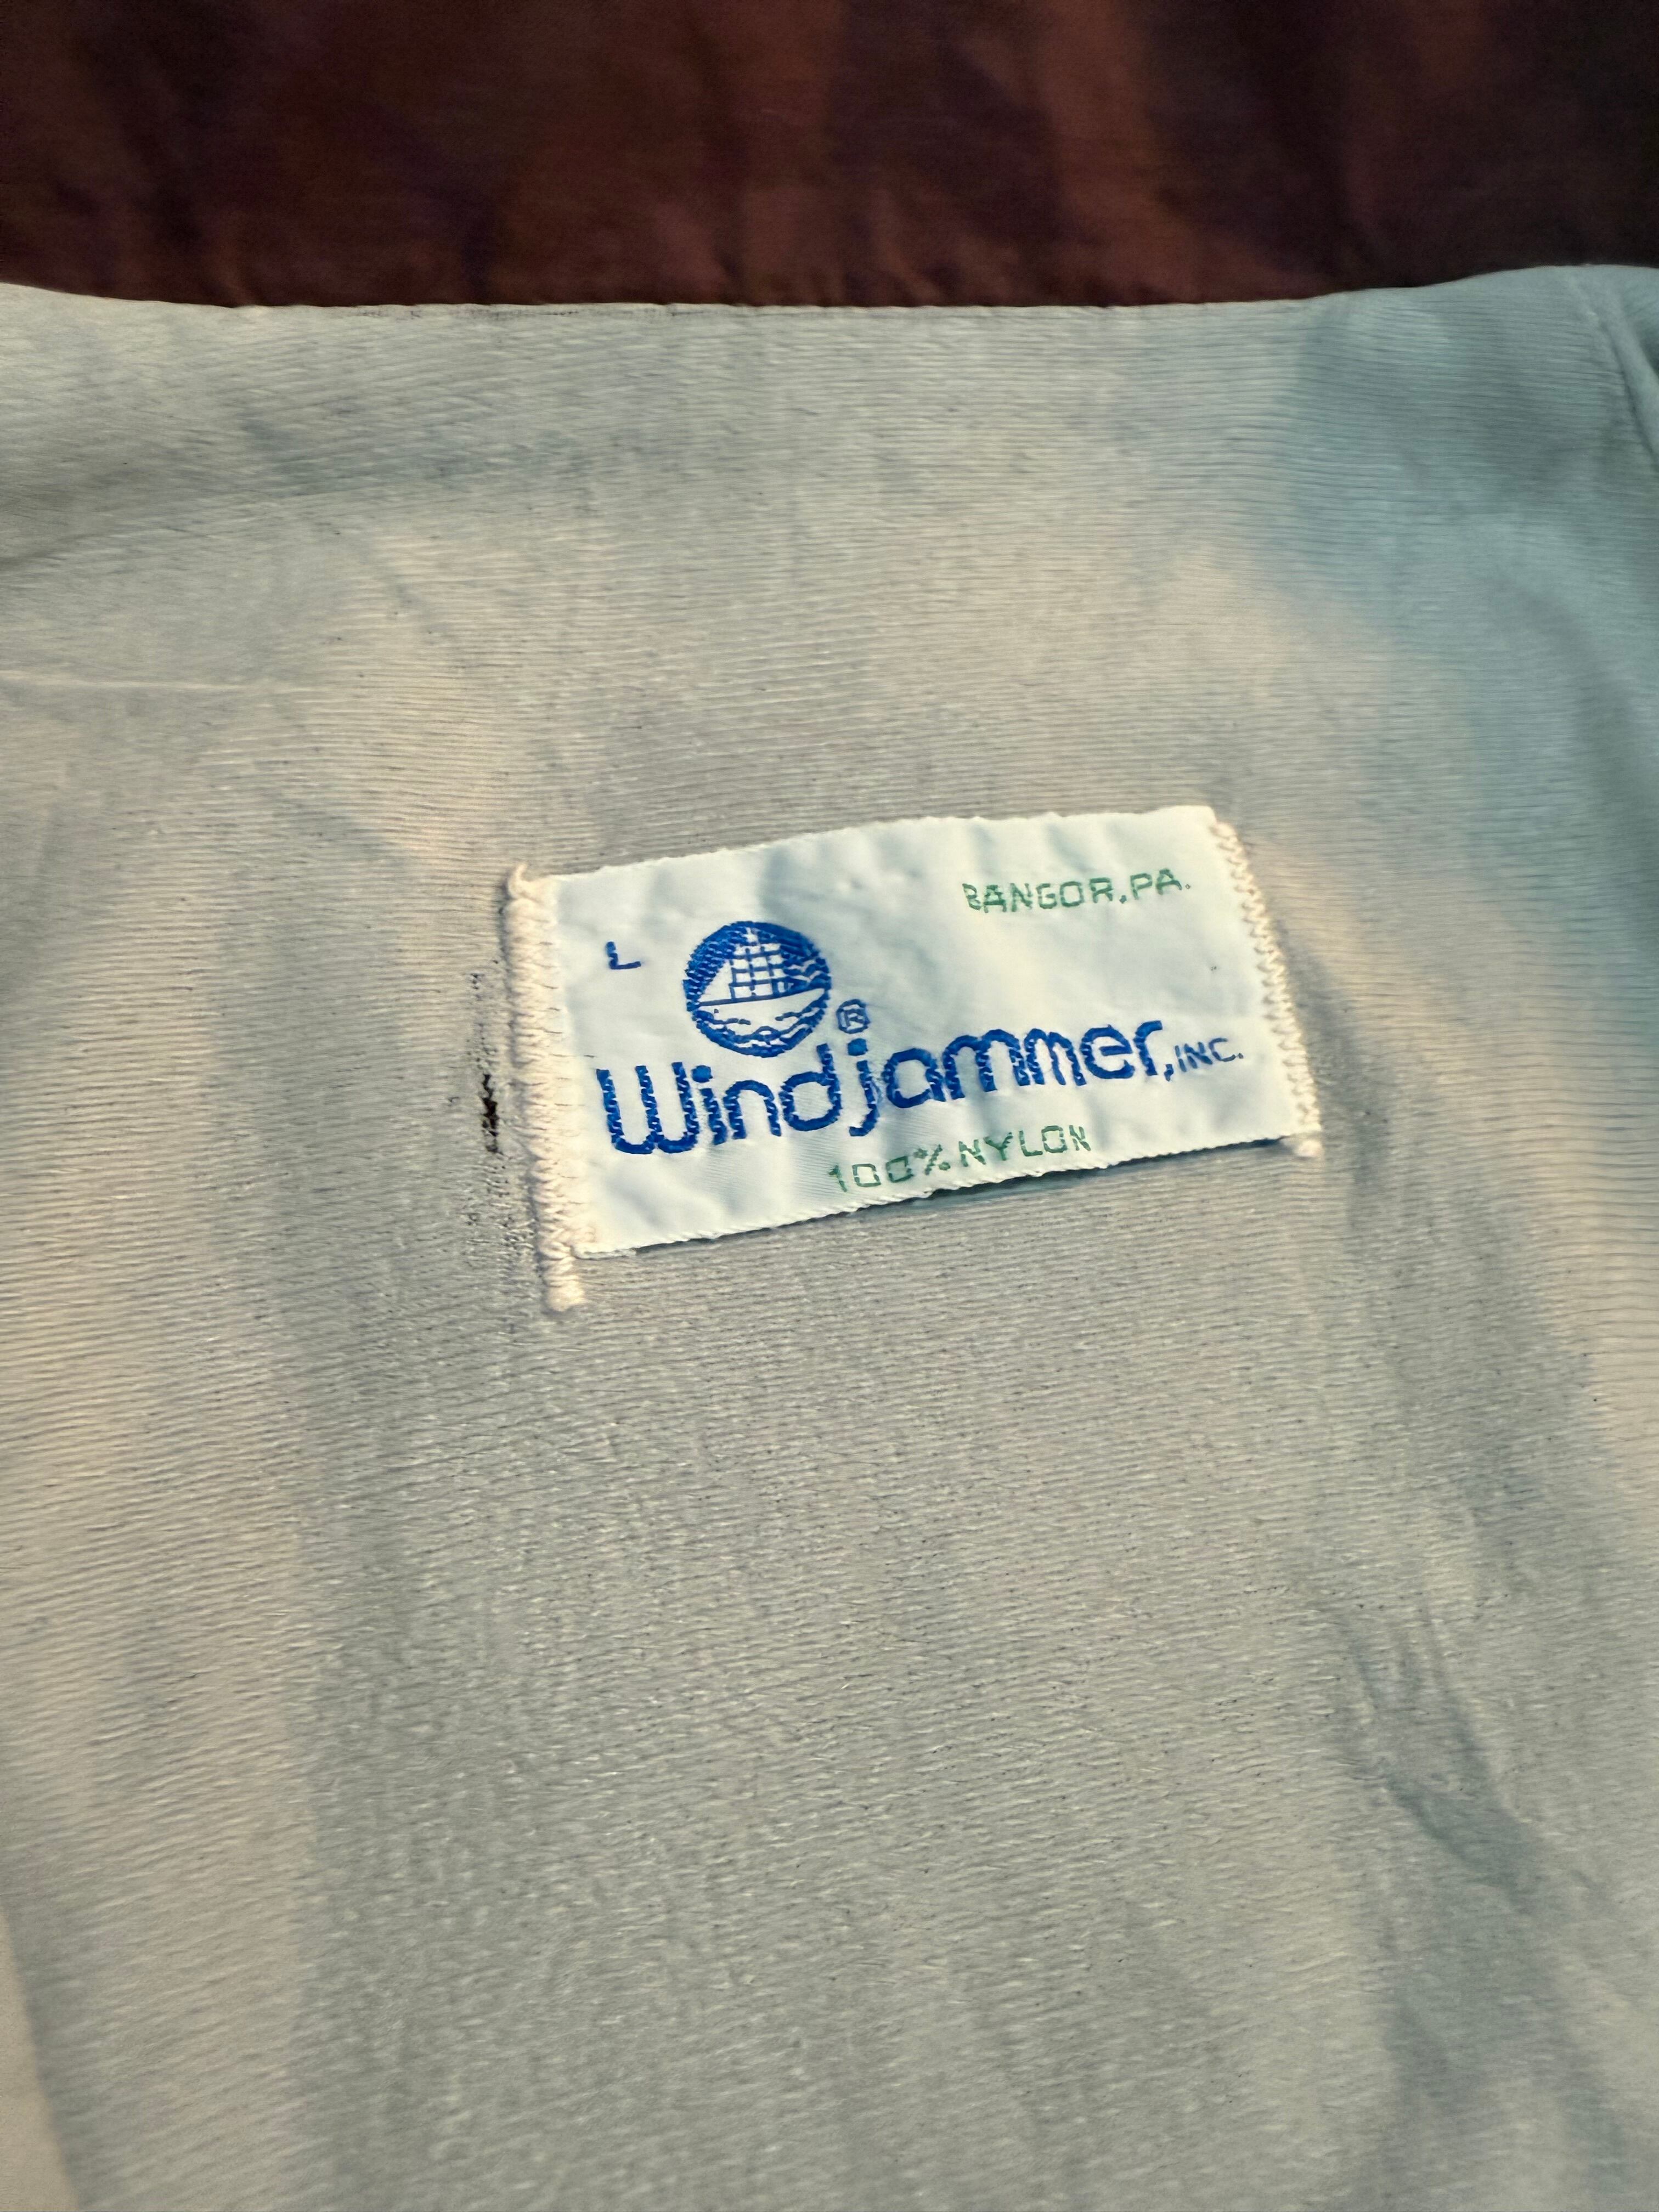 BANGOR, PA.
L
®
Windjammer, INC.
100% NYLON